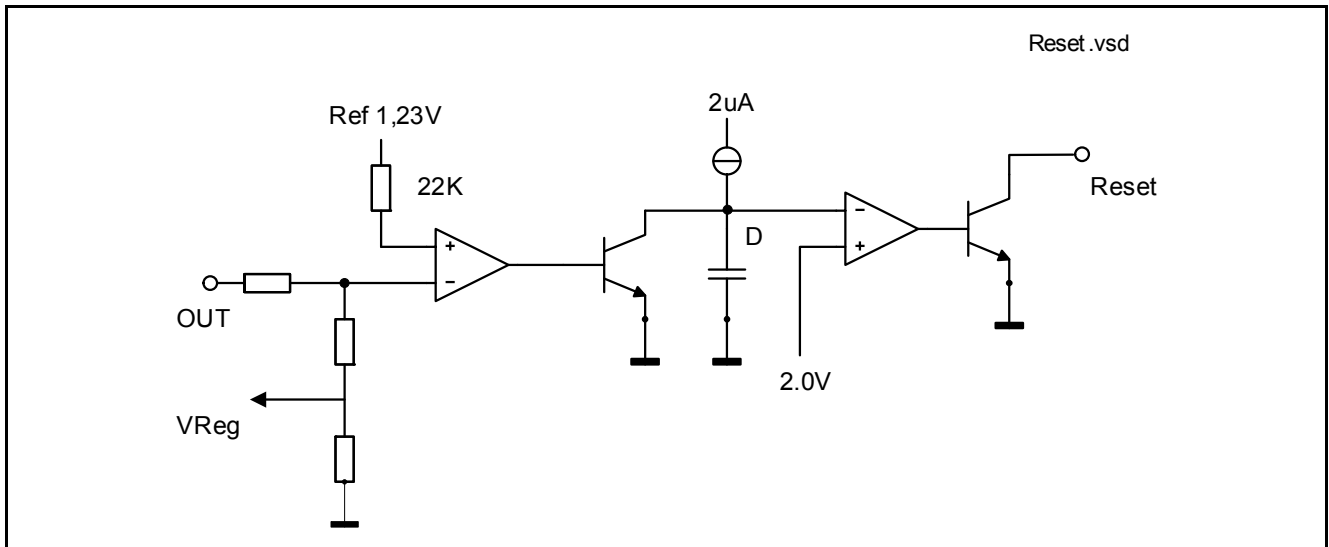 Reset.vsd
2uA
Ref 1,23V
22K
Reset
+
-
-
+
D
OUT
2.0V
VReg